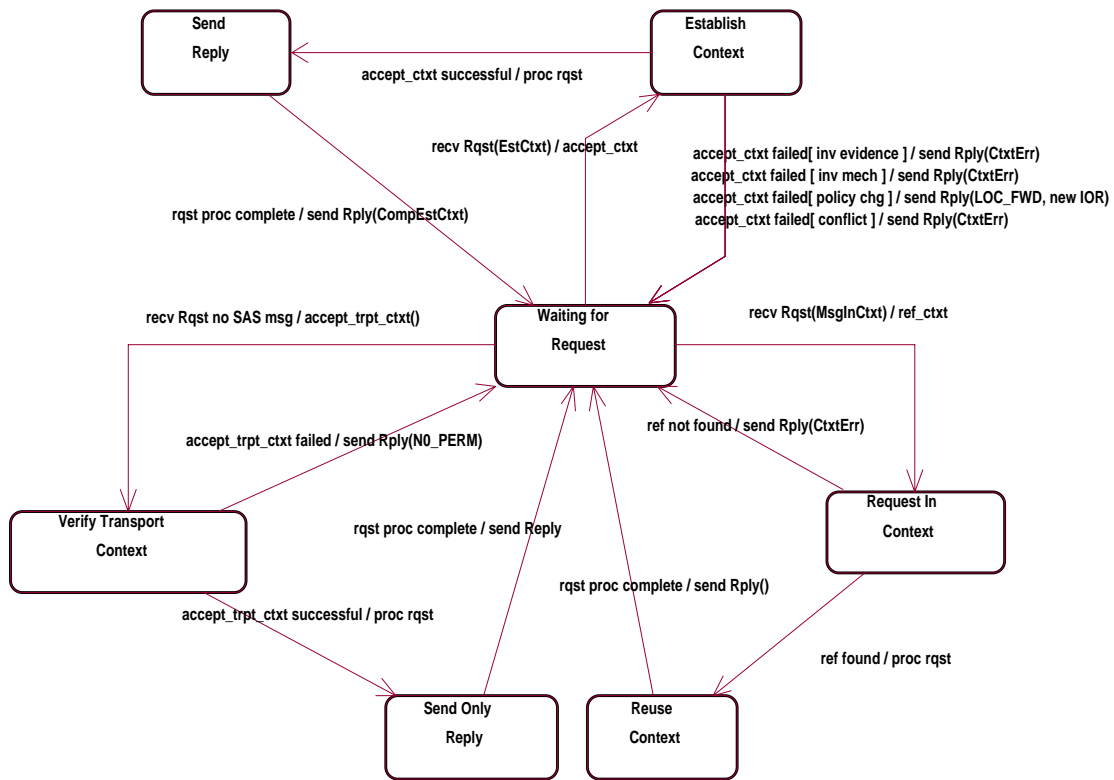 Send
Reply
Establish
Context
accept_ctxt successful / proc rqst
recv Rqst(EstCtxt) / accept_ctxt
accept_ctxt failed[ inv evidence ] / send Rply(CtxtErr)
accept_ctxt failed [ inv mech ] / send Rply(CtxtErr)
accept_ctxt failed[ policy chg ] / send Rply(LOC_FWD, new IOR)
accept_ctxt failed[ conflict ] / send Rply(CtxtErr)
rqst proc complete / send Rply(CompEstCtxt)
recv Rqst no SAS msg / accept_trpt_ctxt()
Waiting for
Request
recv Rqst(MsgInCtxt) / ref_ctxt
accept_trpt_ctxt failed / send Rply(N0_PERM)
ref not found / send Rply(CtxtErr)
Verify Transport
Context
Request In
Context
rqst proc complete / send Reply
rqst proc complete / send Rply()
accept_trpt_ctxt successful / proc rqst
ref found / proc rqst
Send Only
Reply
Reuse
Context